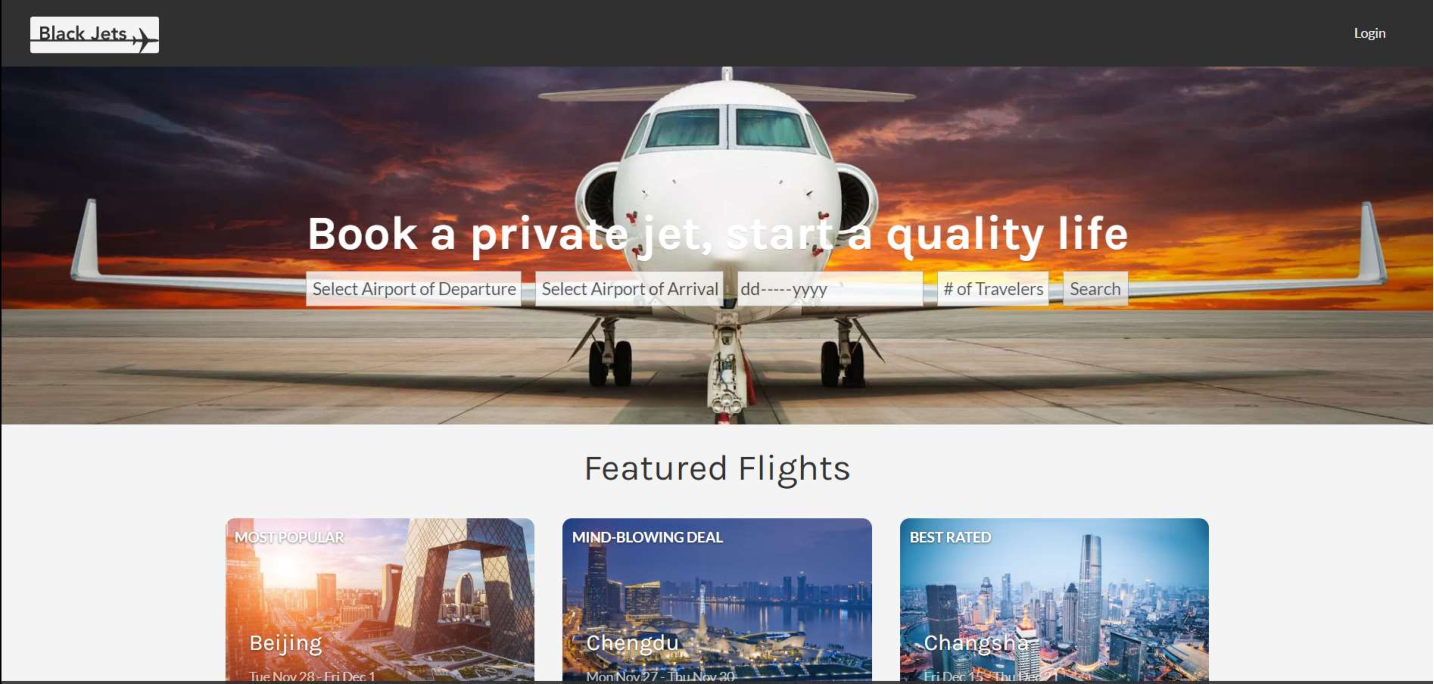 Black Jets
Login
Book a private jet, start a quality life
Select Airport of Departure
Select Airport of Arrival
dd-----yyyy
# of Travelers
Search
Featured Flights
MOST POPULAR
MIND-BLOWING DEAL
BEST RATED
Beijing
Chengdu
Changsha
Tue Nov 28 - Fri Dec 1
Mon Nov 27 - Thu Nov 30
Fri Dec 15 - Thu Dec 21